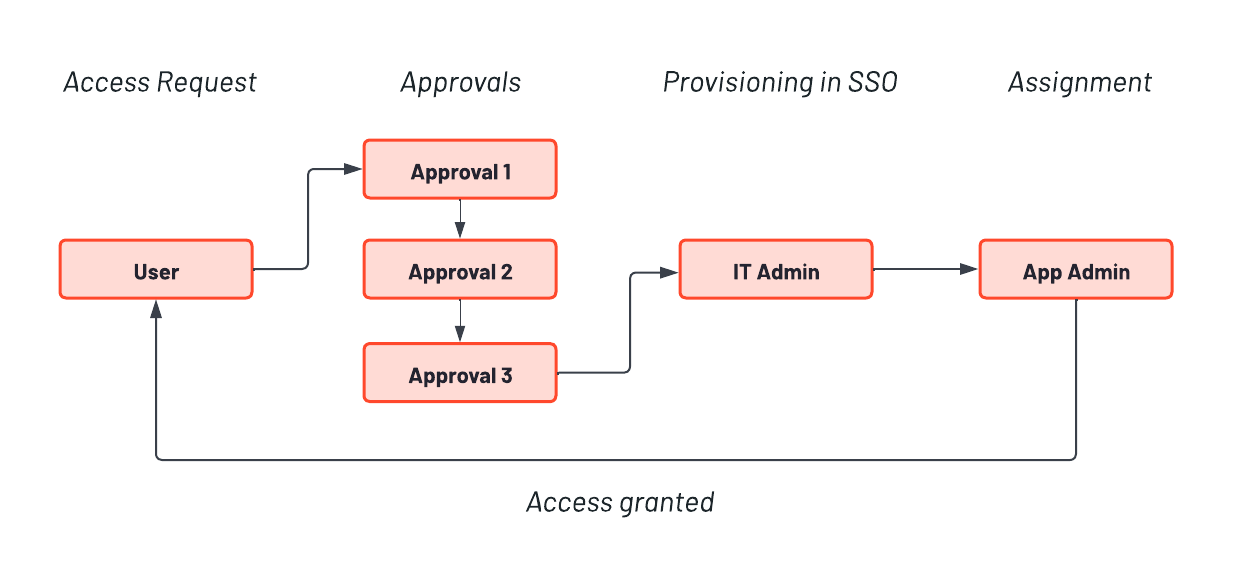 Access Request
Approvals
Provisioning in SSO
Assignment
Approval 1
User
Approval 2
IT Admin
App Admin
Approval 3
Access granted